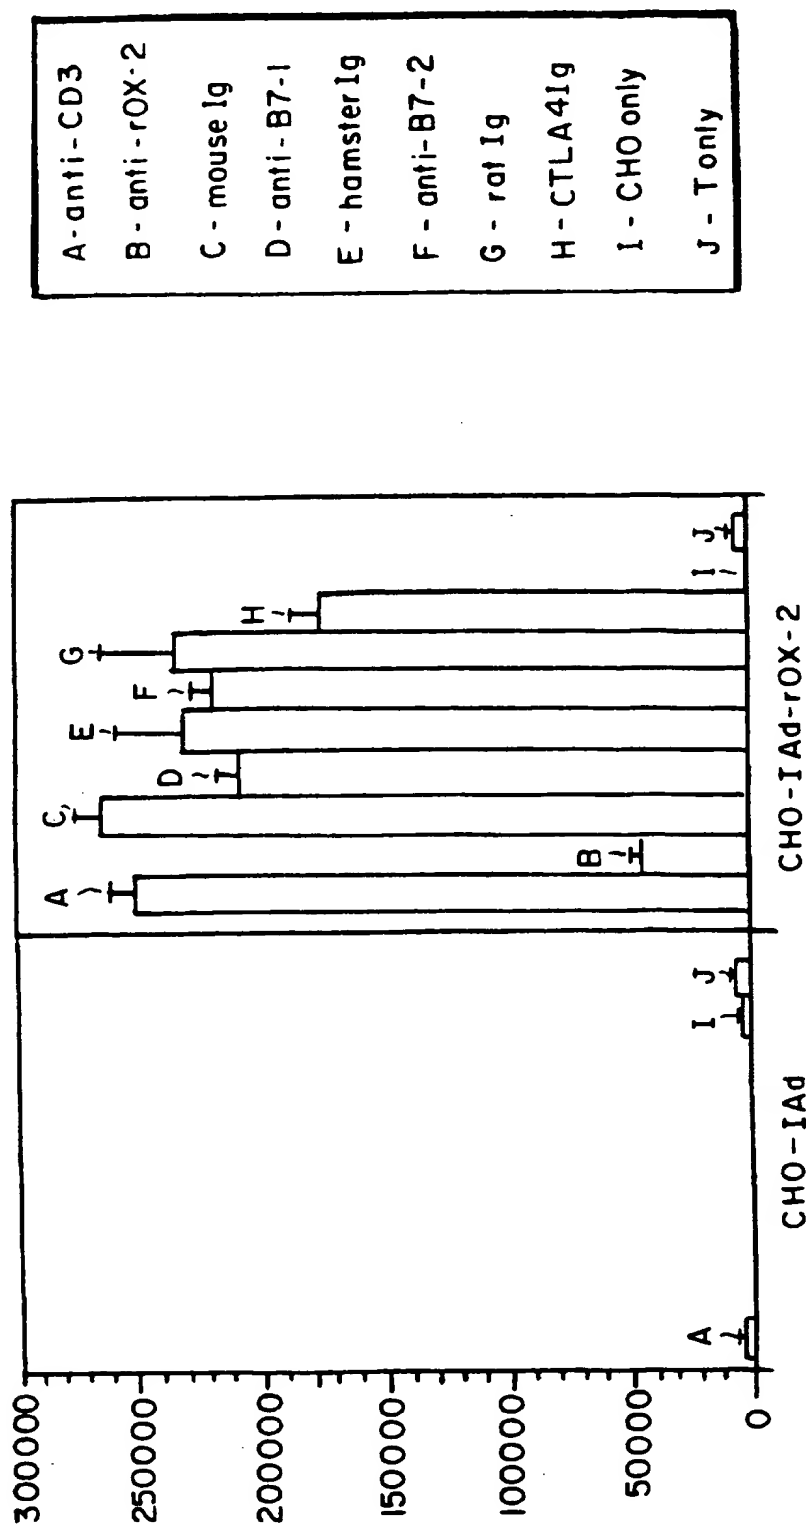 300000
250000
200000
150000
100000
50000
0
A
I
J
A
B
C
D
E
F
G
H
I
J
CHO-IAd
CHO-IAd-rOX-2
A-anti-CD3
B-anti-rOX-2
C - mouse Ig
D-anti-B7-1
E - hamster Ig
F - anti-B7-2
G - rat Ig
H - CTLA4Ig
I - CHO only
J - T only